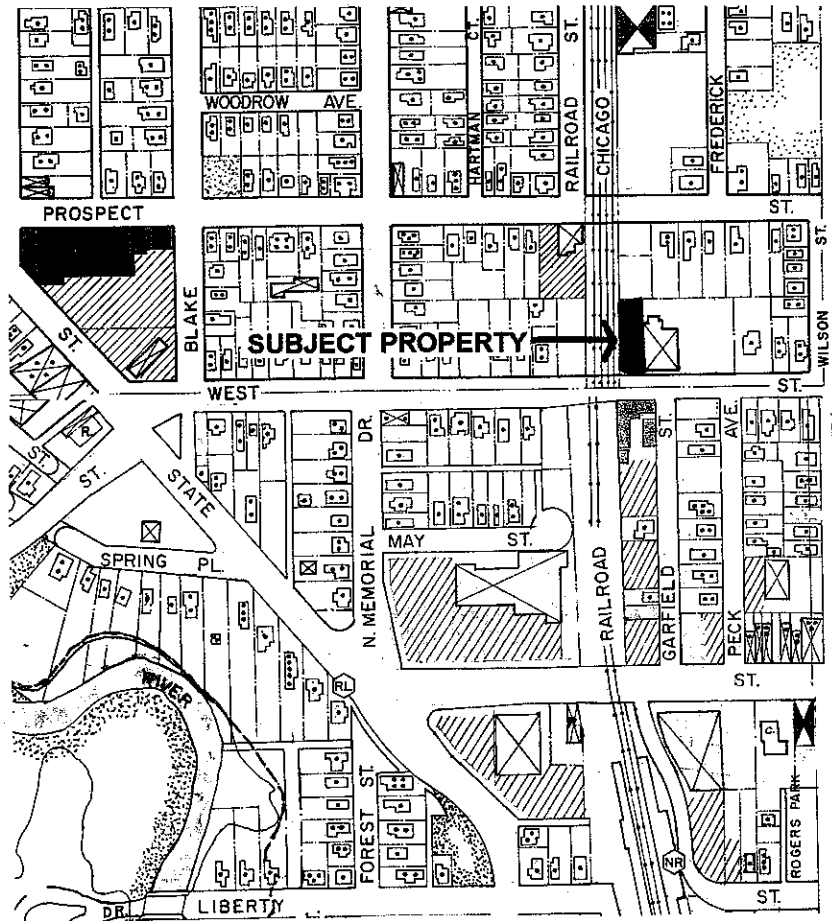 HARTMAN CT.
RAILROAD ST.
CHICAGO
FREDERICK
WOODROW AVE.
PROSPECT
ST.
BLAKE
ST.
WILSON ST.
SUBJECT PROPERTY
WEST
ST.
R.
ST.
ST.
STATE
N. MEMORIAL DR.
MAY ST.
SPRING PL.
RAILROAD
GARFIELD ST.
PECK AVE.
ST.
RIVER
RL
FOREST ST.
C.
ROGERS PARK
NR
DR.
LIBERTY
ST.